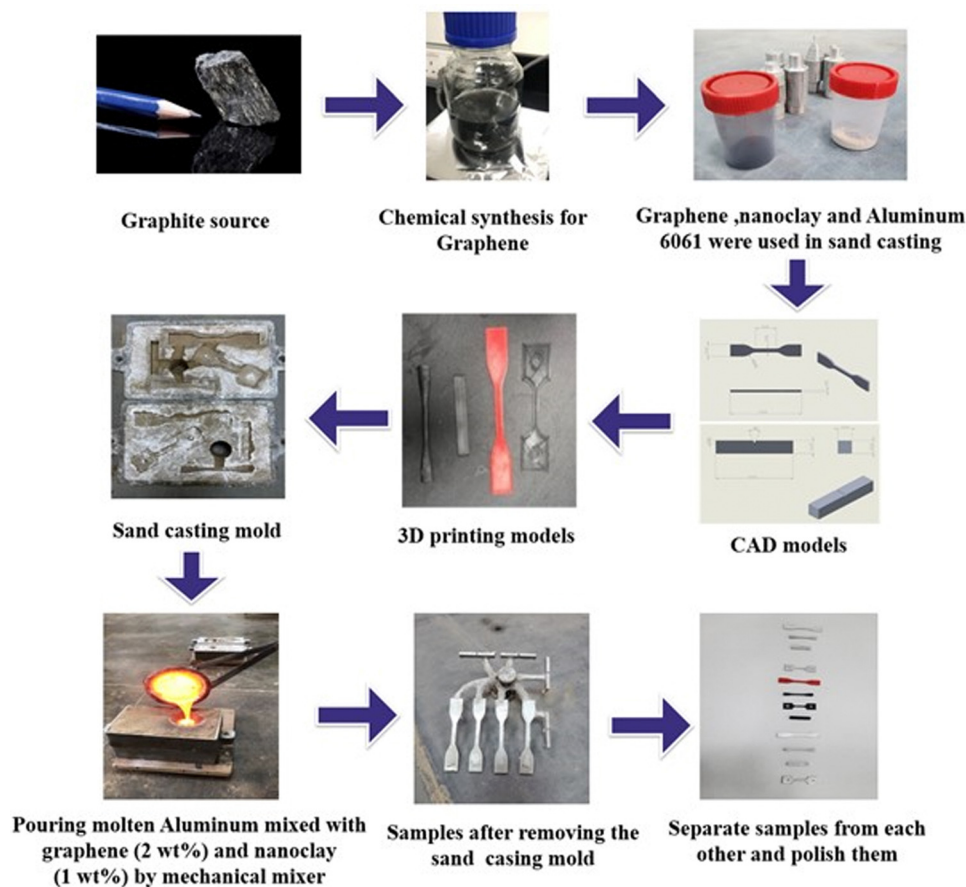 Graphite source
Chemical synthesis for
Graphene
Graphene ,nanoclay and Aluminum
6061 were used in sand casting
Sand casting mold
3D printing models
CAD models
Pouring molten Aluminum mixed with
graphene (2 wt%) and nanoclay
(1 wt%) by mechanical mixer
Samples after removing the
sand casing mold
Separate samples from each
other and polish them